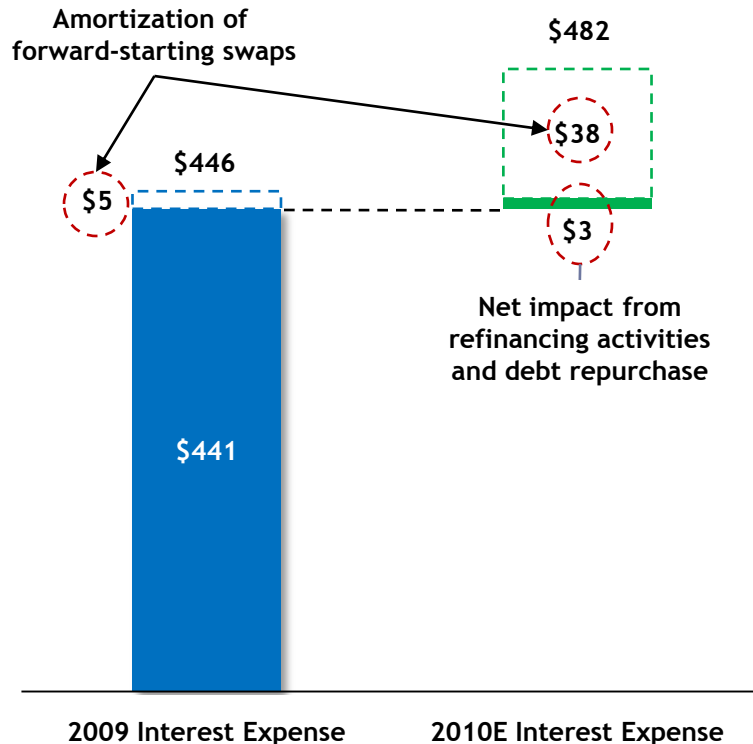 Amortization of
forward-starting swaps
$482
$38
$446
$5
$3
Net impact from
refinancing activities
and debt repurchase
$441
2009 Interest Expense
2010E Interest Expense